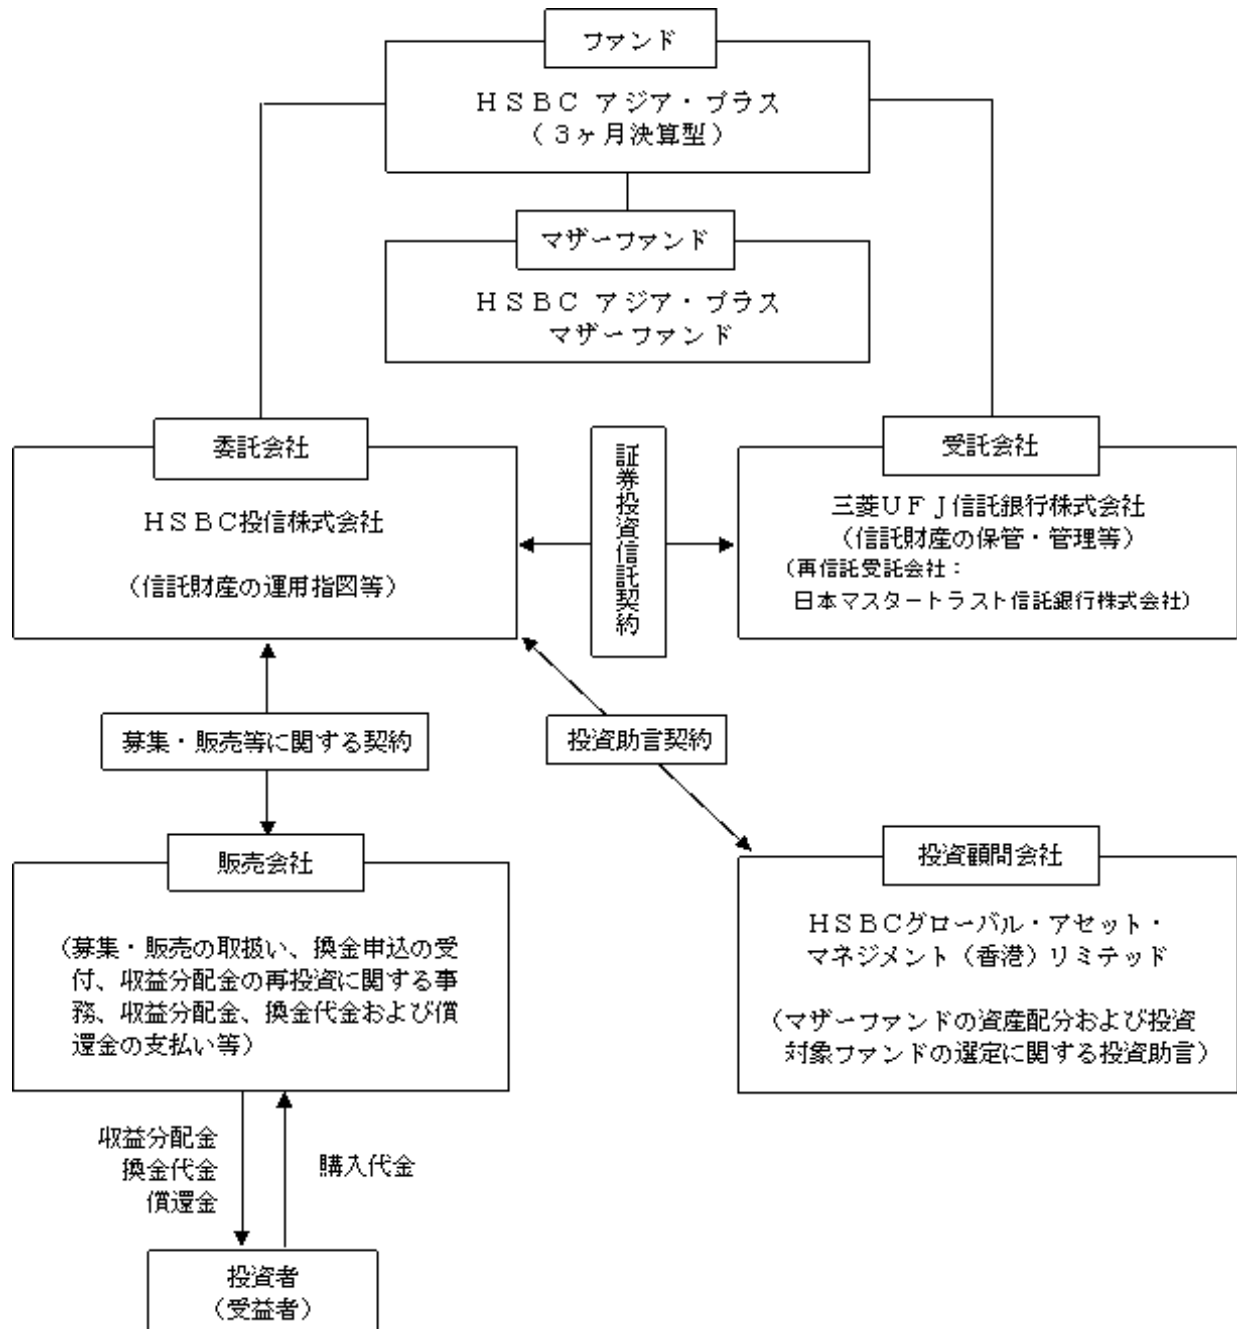 ファンド
ＨＳＢＣ アジア・プラス
（３ヶ月決算型）
マザーファンド
ＨＳＢＣ アジア・プラス
マザーファンド
委託会社
ＨＳＢＣ投信株式会社
（信託財産の運用指図等）
証券投資信託契約
受託会社
三菱ＵＦＪ信託銀行株式会社
（信託財産の保管・管理等）
（再信託受託会社：
日本マスタートラスト信託銀行株式会社）
募集・販売等に関する契約
投資助言契約
販売会社
（募集・販売の取扱い、換金申込の受
付、収益分配金の再投資に関する事
務、収益分配金、換金代金および償
還金の支払い等）
投資顧問会社
ＨＳＢＣグローバル・アセット・
マネジメント（香港）リミテッド
（マザーファンドの資産配分および投資
対象ファンドの選定に関する投資助言）
収益分配金
換金代金
償還金
購入代金
投資者
（受益者）